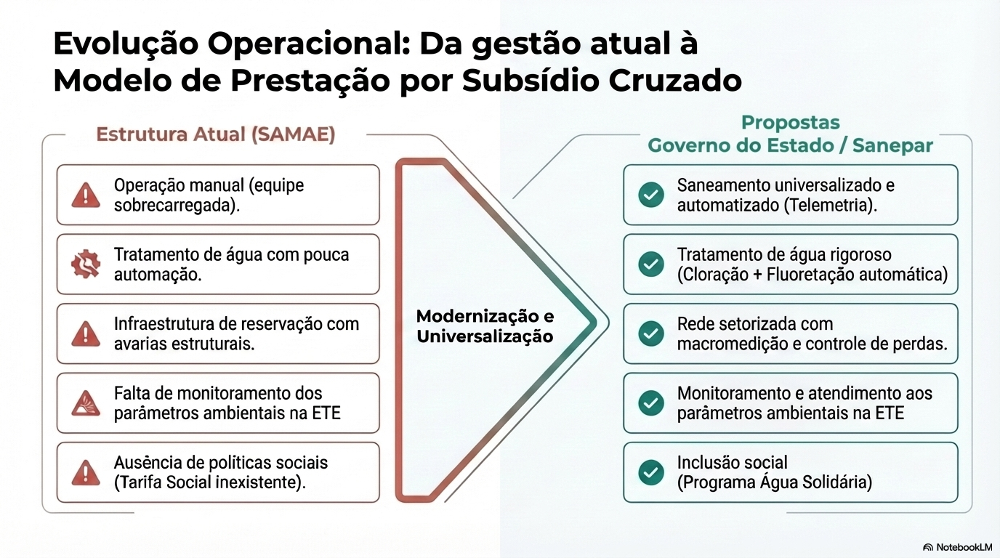 Evolução Operacional: Da gestão atual à
Modelo de Prestação por Subsídio Cruzado
Estrutura Atual (SAMAE)
Operação manual (equipe
sobrecarregada).
Tratamento de água com pouca
automação.
Infraestrutura de reservação com
avarias estruturais.
Falta de monitoramento dos
parâmetros ambientais na ETE
Ausência de políticas sociais
(Tarifa Social inexistente).
Modernização e
Universalização
Propostas
Governo do Estado / Sanepar
Saneamento universalizado e
automatizado (Telemetria).
Tratamento de água rigoroso
(Cloração + Fluoretação automática)
Rede setorizada com
macromedição e controle de perdas.
Monitoramento e atendimento aos
parâmetros ambientais na ETE
Inclusão social
(Programa Água Solidária)
NotebookLM